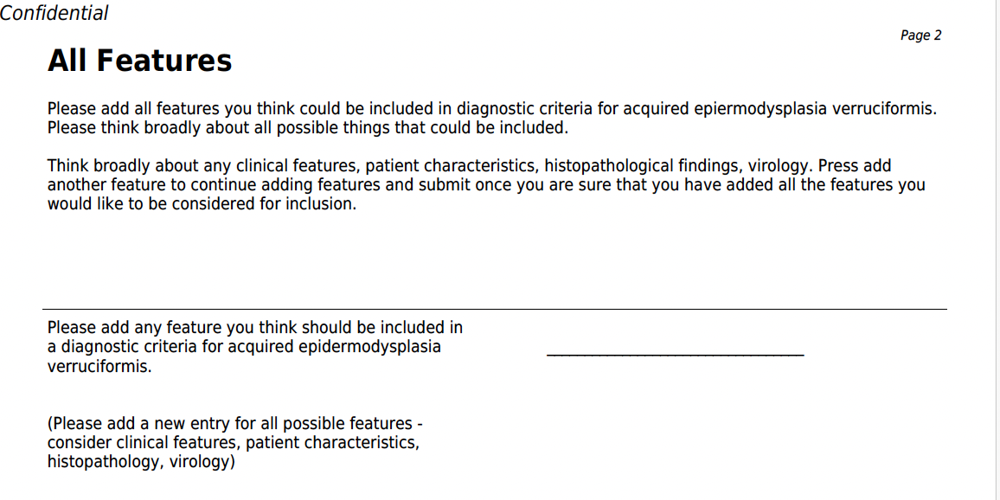 Confidential
Page 2
All Features
Please add all features you think could be included in diagnostic criteria for acquired epiermodysplasia verruciformis.
Please think broadly about all possible things that could be included.
Think broadly about any clinical features, patient characteristics, histopathological findings, virology. Press add
another feature to continue adding features and submit once you are sure that you have added all the features you
would like to be considered for inclusion.
Please add any feature you think should be included in
a diagnostic criteria for acquired epidermodysplasia
verruciformis.
(Please add a new entry for all possible features -
consider clinical features, patient characteristics,
histopathology, virology)